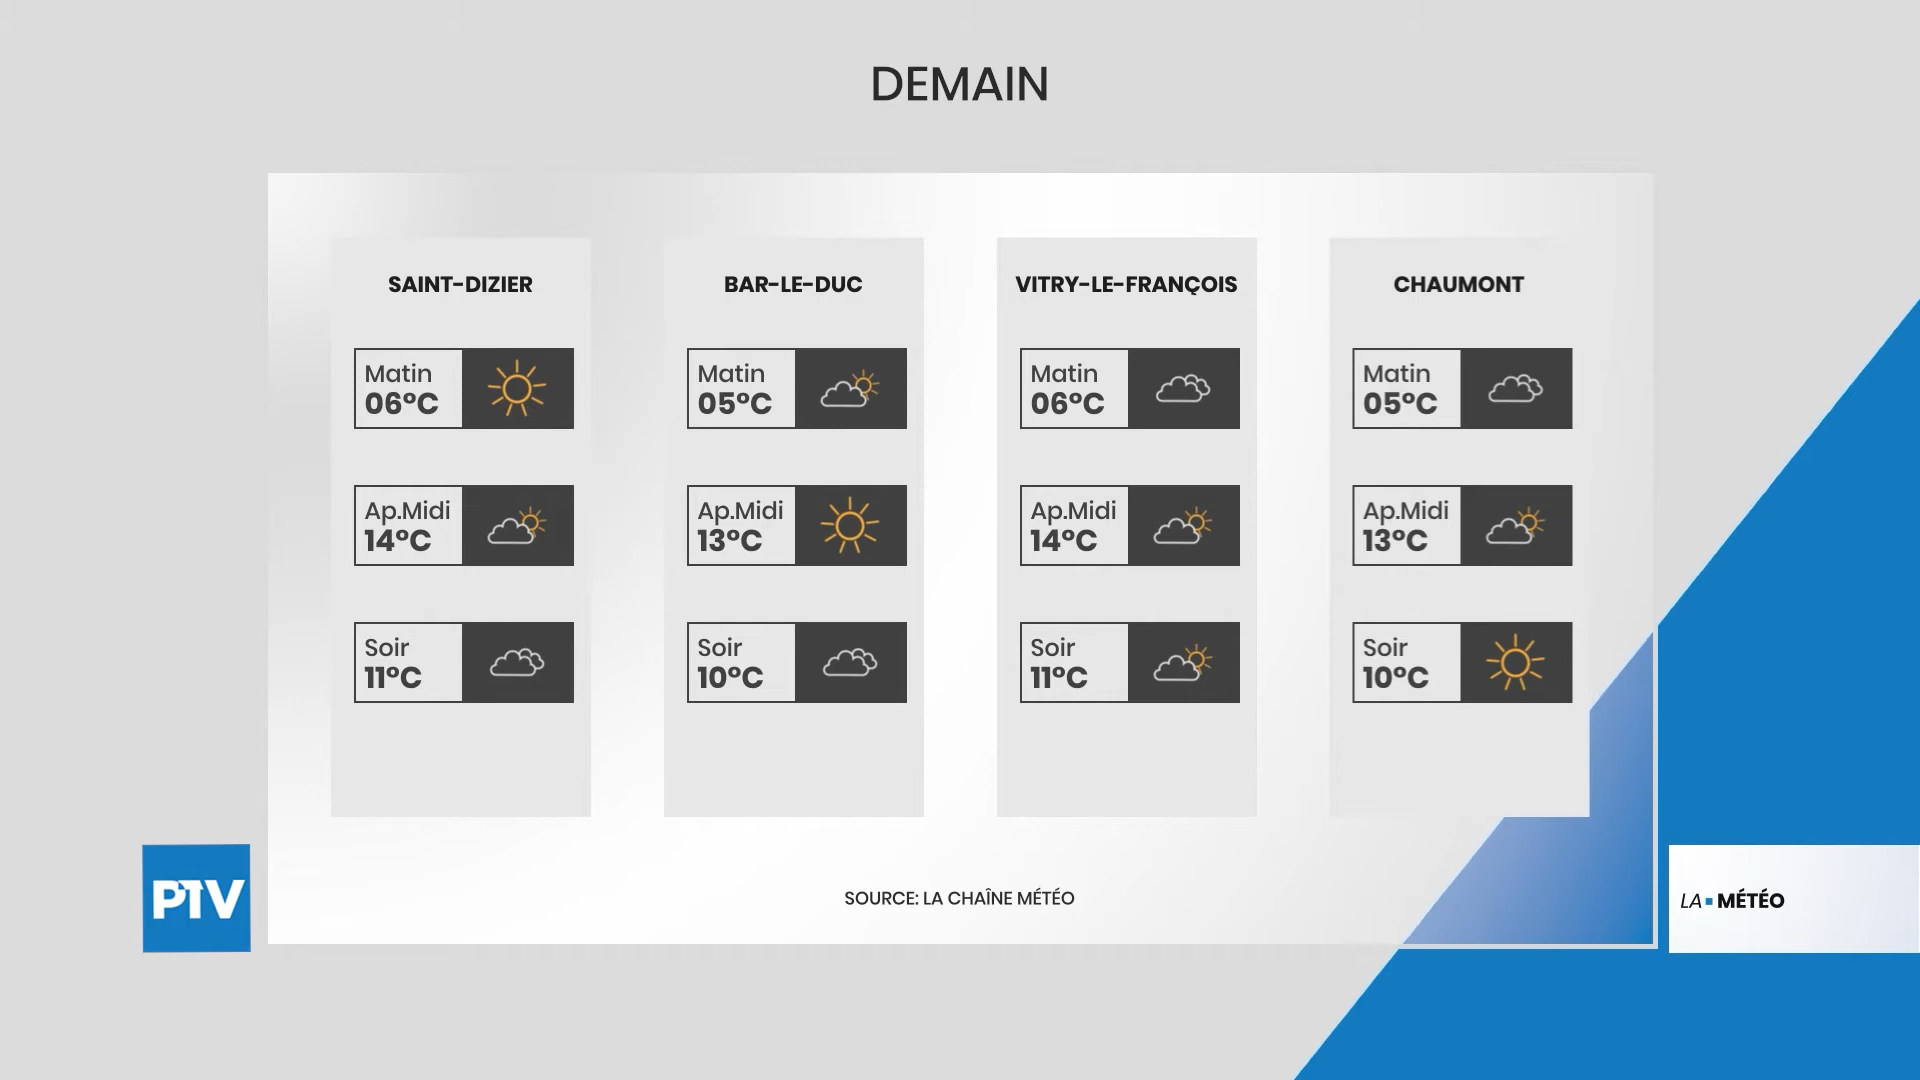 DEMAIN
SAINT-DIZIER
Matin
06°C
Ap.Midi
14°C
Soir
11°C
BAR-LE-DUC
Matin
05°C
Ap.Midi
13°C
Soir
10°C
VITRY-LE-FRANÇOIS
Matin
06°C
Ap.Midi
14°C
Soir
11°C
CHAUMONT
Matin
05°C
Ap.Midi
13°C
Soir
10°C
SOURCE: LA CHAÎNE MÉTÉO
PTV
LA MÉTÉO